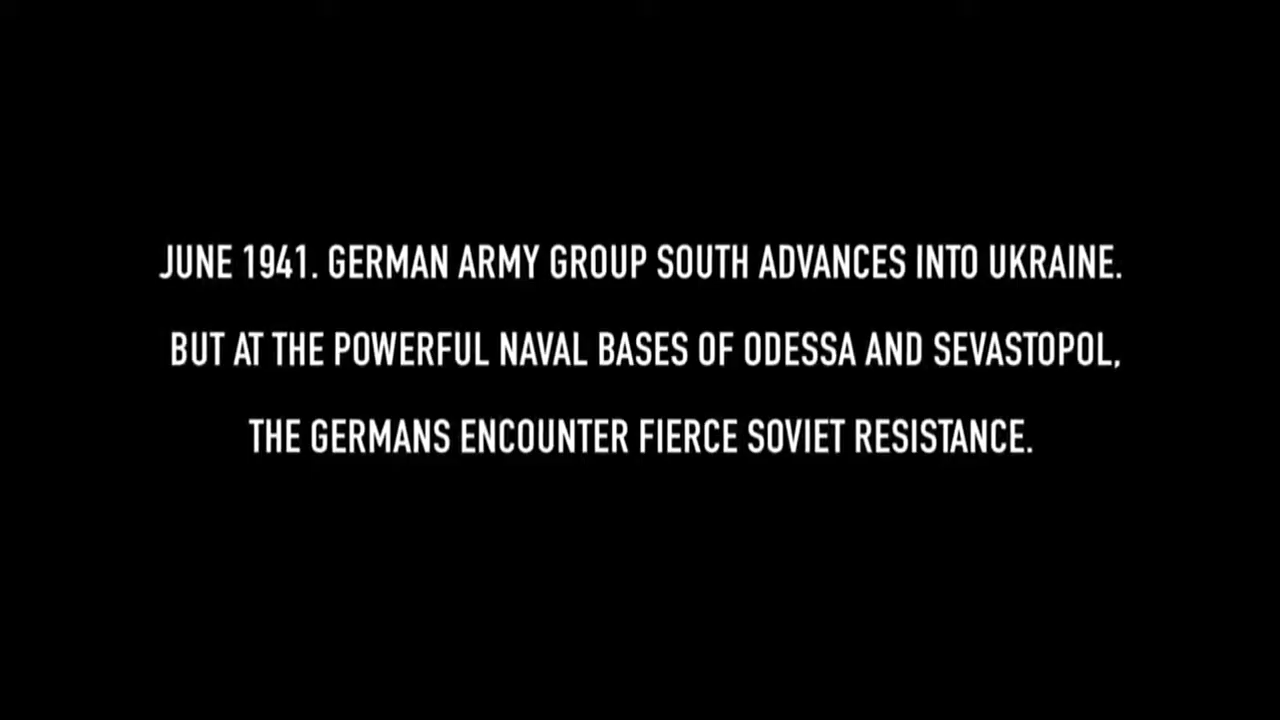 JUNE 1941. GERMAN ARMY GROUP SOUTH ADVANCES INTO UKRAINE.
BUT AT THE POWERFUL NAVAL BASES OF ODESSA AND SEVASTOPOL,
THE GERMANS ENCOUNTER FIERCE SOVIET RESISTANCE.